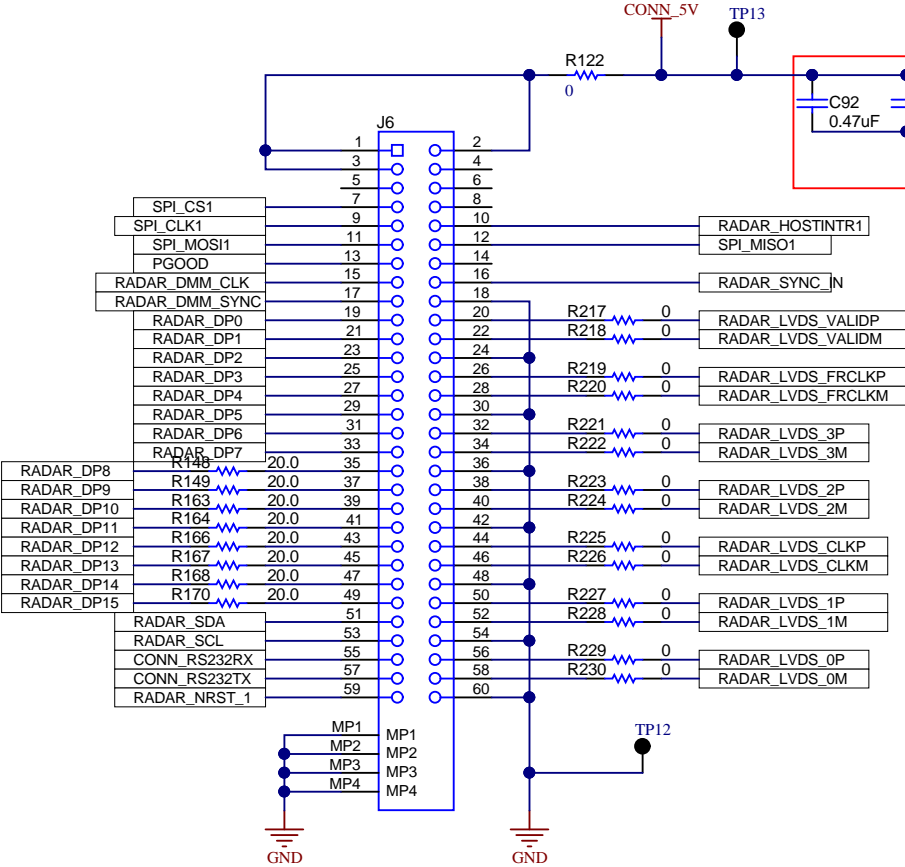 CONN_5V
TP13
R122
0
C92
0.47uF
J6
1 2
3 4
5 6
SPI_CS1 7 8
SPI_CLK1 9 10 RADAR_HOSTINTR1
SPI_MOSI1 11 12 SPI_MISO1
PGOOD 13 14
RADAR_DMM_CLK 15 16 RADAR_SYNC_IN
RADAR_DMM_SYNC 17 18
RADAR_DP0 19 20 R217 0 RADAR_LVDS_VALIDP
RADAR_DP1 21 22 R218 0 RADAR_LVDS_VALIDM
RADAR_DP2 23 24
RADAR_DP3 25 26 R219 0 RADAR_LVDS_FRCLKP
RADAR_DP4 27 28 R220 0 RADAR_LVDS_FRCLKM
RADAR_DP5 29 30
RADAR_DP6 31 32 R221 0 RADAR_LVDS_3P
RADAR_DP7 33 34 R222 0 RADAR_LVDS_3M
RADAR_DP8 R148 20.0 35 36
RADAR_DP9 R149 20.0 37 38 R223 0 RADAR_LVDS_2P
RADAR_DP10 R163 20.0 39 40 R224 0 RADAR_LVDS_2M
RADAR_DP11 R164 20.0 41 42
RADAR_DP12 R166 20.0 43 44 R225 0 RADAR_LVDS_CLKP
RADAR_DP13 R167 20.0 45 46 R226 0 RADAR_LVDS_CLKM
RADAR_DP14 R168 20.0 47 48
RADAR_DP15 R170 20.0 49 50 R227 0 RADAR_LVDS_1P
RADAR_SDA 51 52 R228 0 RADAR_LVDS_1M
RADAR_SCL 53 54
CONN_RS232RX 55 56 R229 0 RADAR_LVDS_0P
CONN_RS232TX 57 58 R230 0 RADAR_LVDS_0M
RADAR_NRST_1 59 60
MP1 MP1
MP2 MP2
MP3 MP3
MP4 MP4
TP12
GND
GND